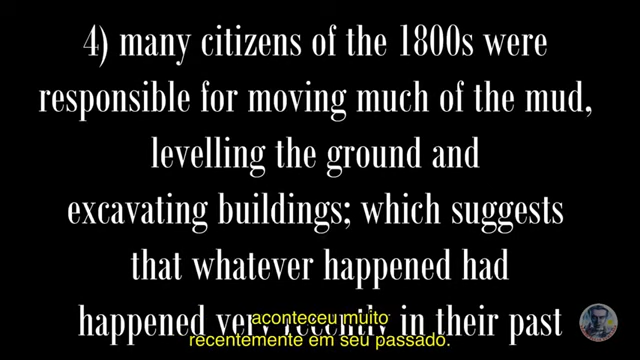 4) many citizens of the 1800s were
responsible for moving much of the mud,
levelling the ground and
excavating buildings; which suggests
that whatever happened had
happened very recently in their past
aconteceu muito
recentemente em seu passado.